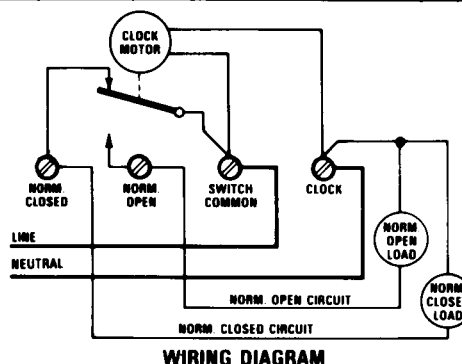 CLOCK
MOTOR
NORM.
CLOSED
NORM.
OPEN
SWITCH
COMMON
CLOCK
LINE
NEUTRAL
NORM.
OPEN
LOAD
NORM.
CLOSE
LOAD
NORM. OPEN CIRCUIT
NORM. CLOSED CIRCUIT
WIRING DIAGRAM